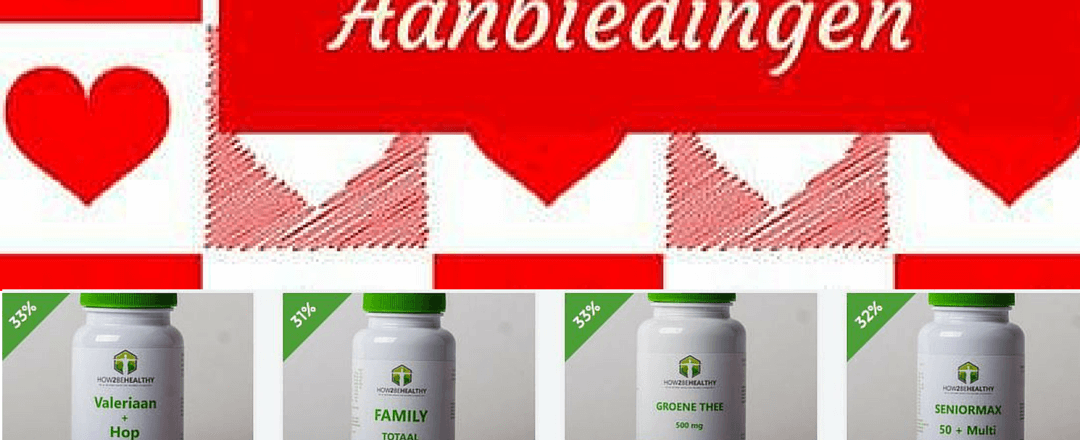 Aanbiedingen
33%
31%
33%
32%
HOW2BEHEALTHY
Valeriaan
+
Hop
HOW2BEHEALTHY
FAMILY
TOTAAL
HOW2BEHEALTHY
GROENE THEE
500 mg
HOW2BEHEALTHY
SENIORMAX
50 + Multi